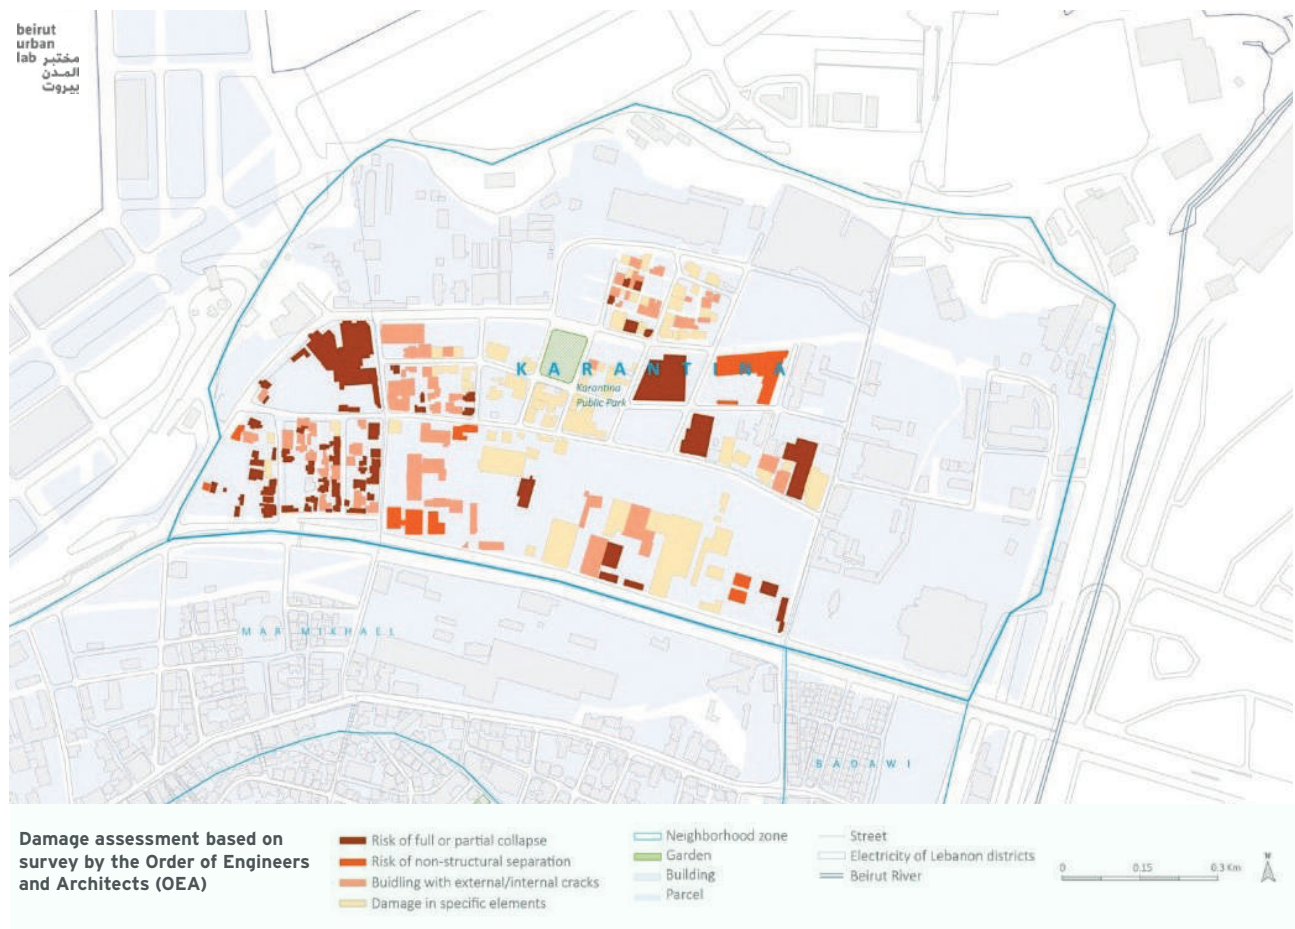 beirut
urban
lab مختبر
المدن
بيروت
KARANTINA
Karantina
Public Park
MAR MIKHAEL
BADAWI
Damage assessment based on
survey by the Order of Engineers
and Architects (OEA)
Risk of full or partial collapse
Risk of non-structural separation
Buidling with external/internal cracks
Damage in specific elements
Neighborhood zone
Garden
Building
Parcel
Street
Electricity of Lebanon districts
Beirut River
0 0.15 0.3 Km
N